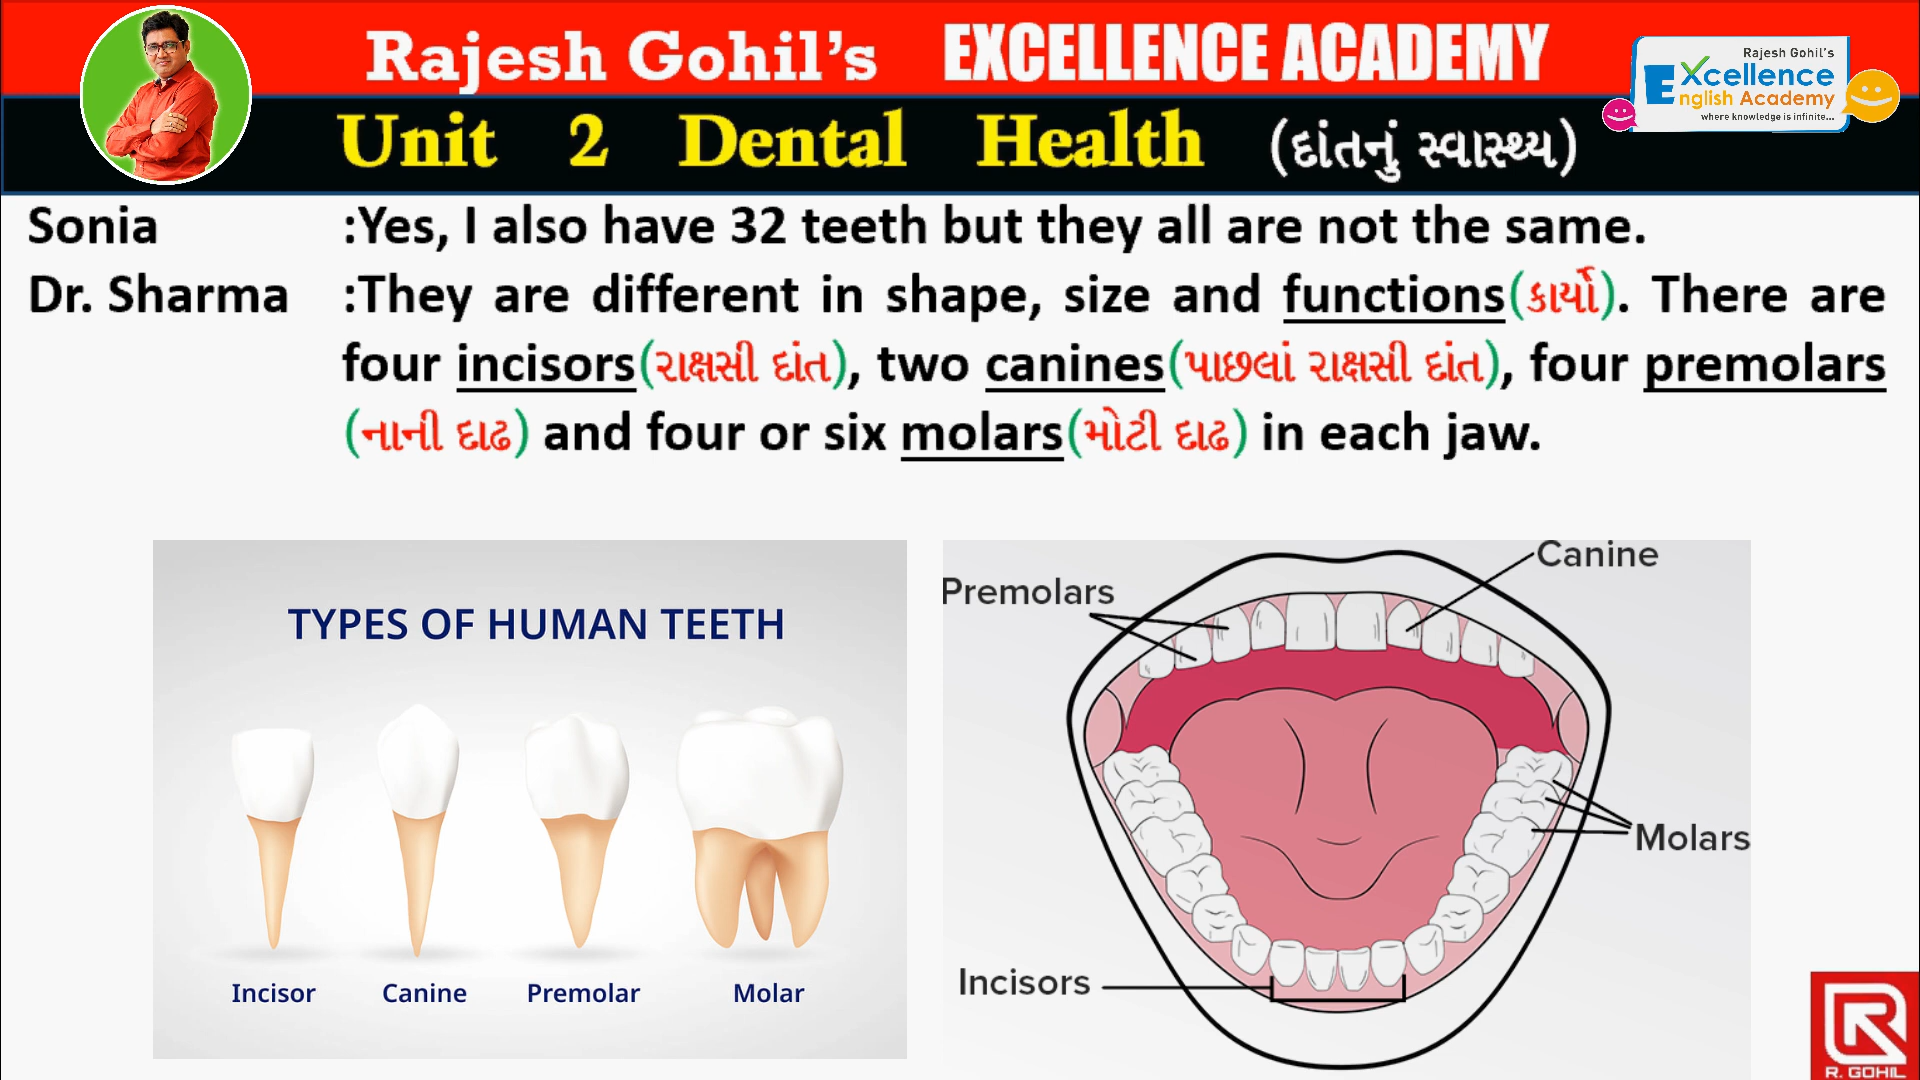 Rajesh Gohil's EXCELLENCE ACADEMY
Rajesh Gohil's
Excellence
English Academy
where knowledge is infinite...
Unit 2 Dental Health (દાંતનું સ્વાસ્થ્ય)
Sonia :Yes, I also have 32 teeth but they all are not the same.
Dr. Sharma :They are different in shape, size and functions(કાર્યો). There are
four incisors(રાક્ષસી દાંત), two canines(પાછલાં રાક્ષસી દાંત), four premolars
(નાની દાઢ) and four or six molars(મોટી દાઢ) in each jaw.
TYPES OF HUMAN TEETH
Incisor Canine Premolar Molar
Canine
Premolars
Molars
Incisors
R. GOHIL